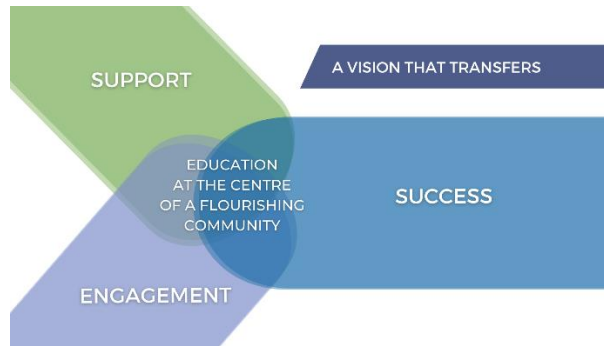 SUPPORT
A VISION THAT TRANSFERS
EDUCATION
AT THE CENTRE
OF A FLOURISHING
COMMUNITY
SUCCESS
ENGAGEMENT